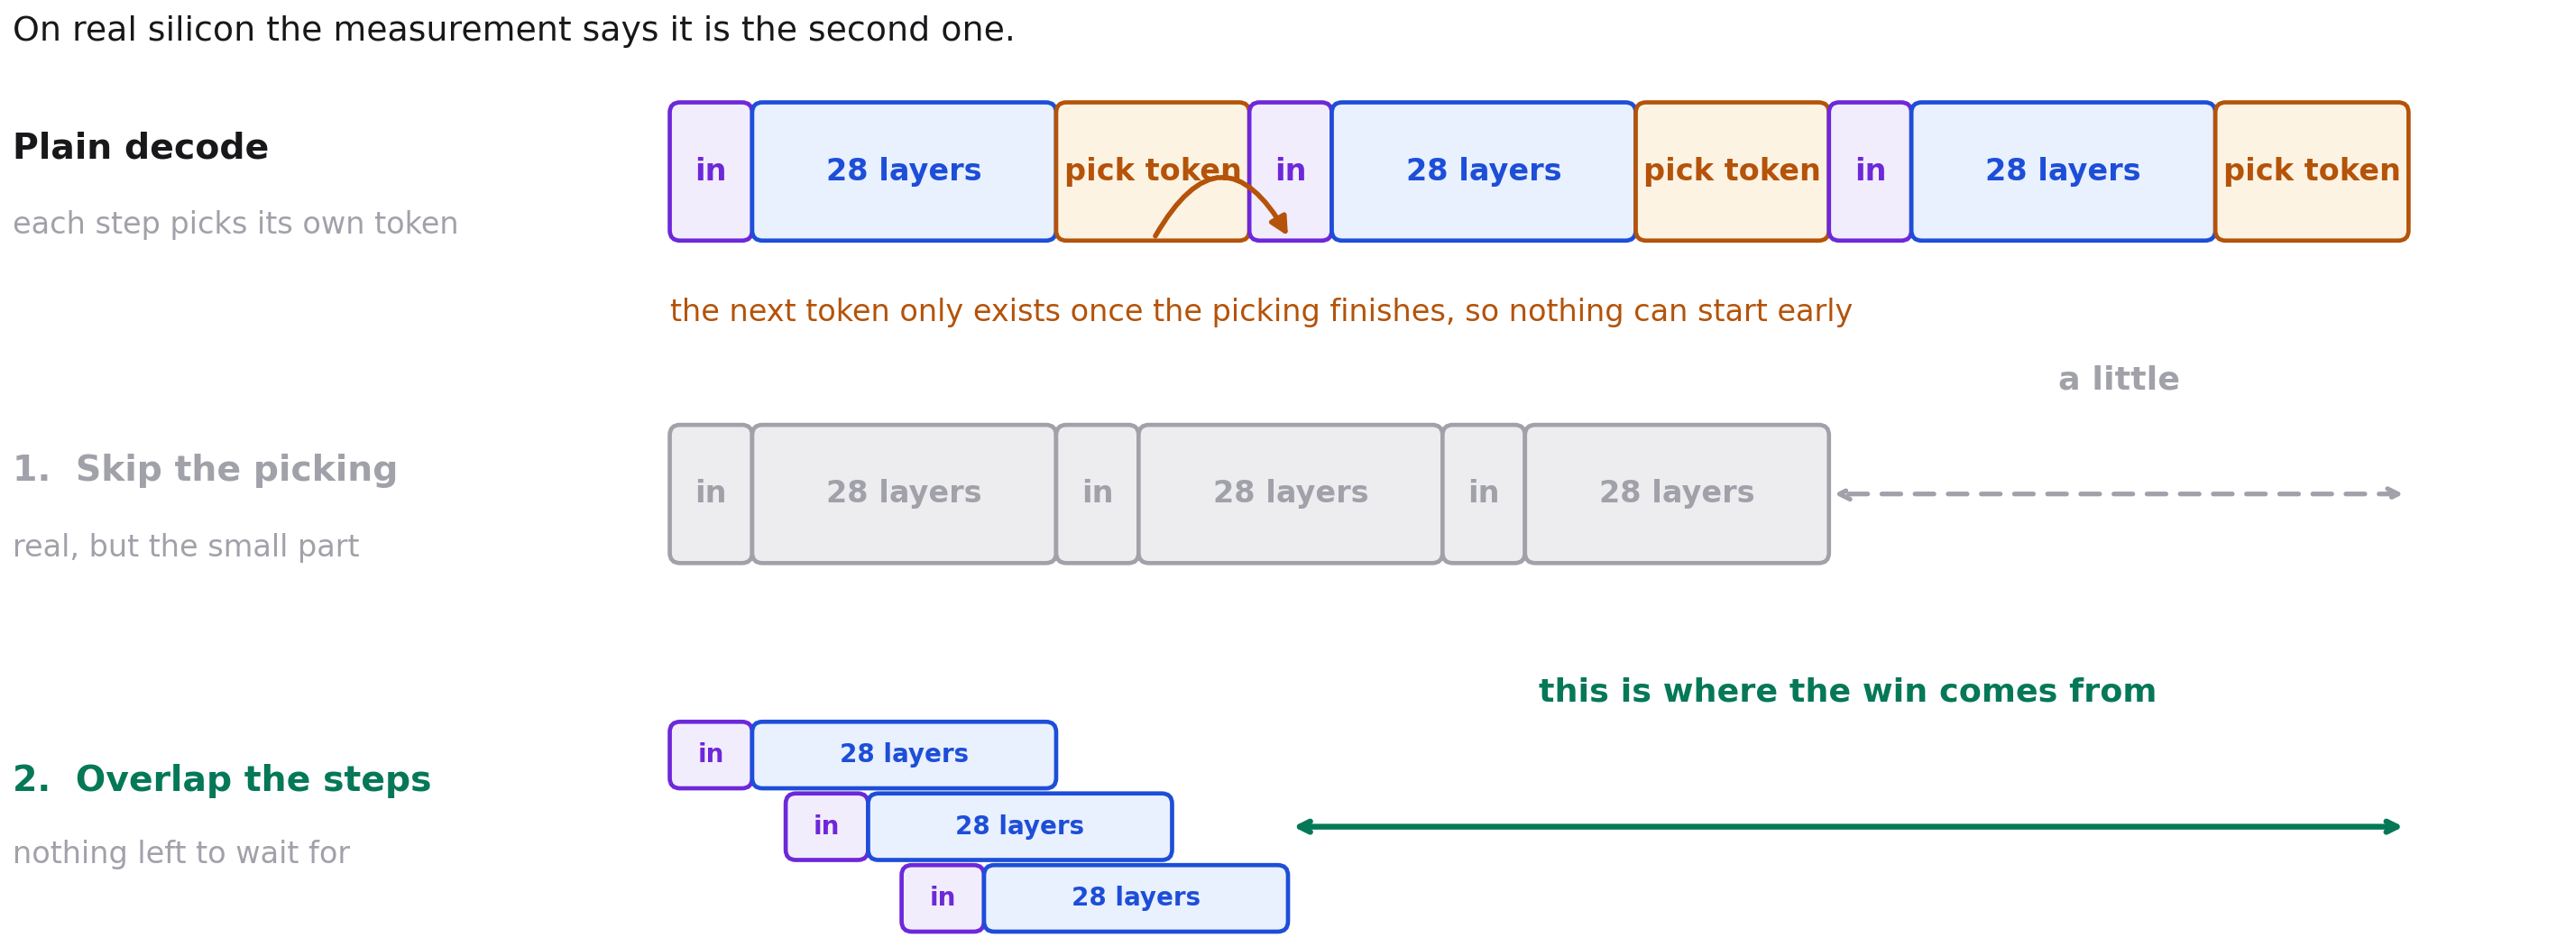 On real silicon the measurement says it is the second one.
Plain decode
each step picks its own token
in 28 layers pick token in 28 layers pick token in 28 layers pick token
the next token only exists once the picking finishes, so nothing can start early
a little
1. Skip the picking
real, but the small part
in 28 layers in 28 layers in 28 layers
this is where the win comes from
2. Overlap the steps
nothing left to wait for
in 28 layers
in 28 layers
in 28 layers